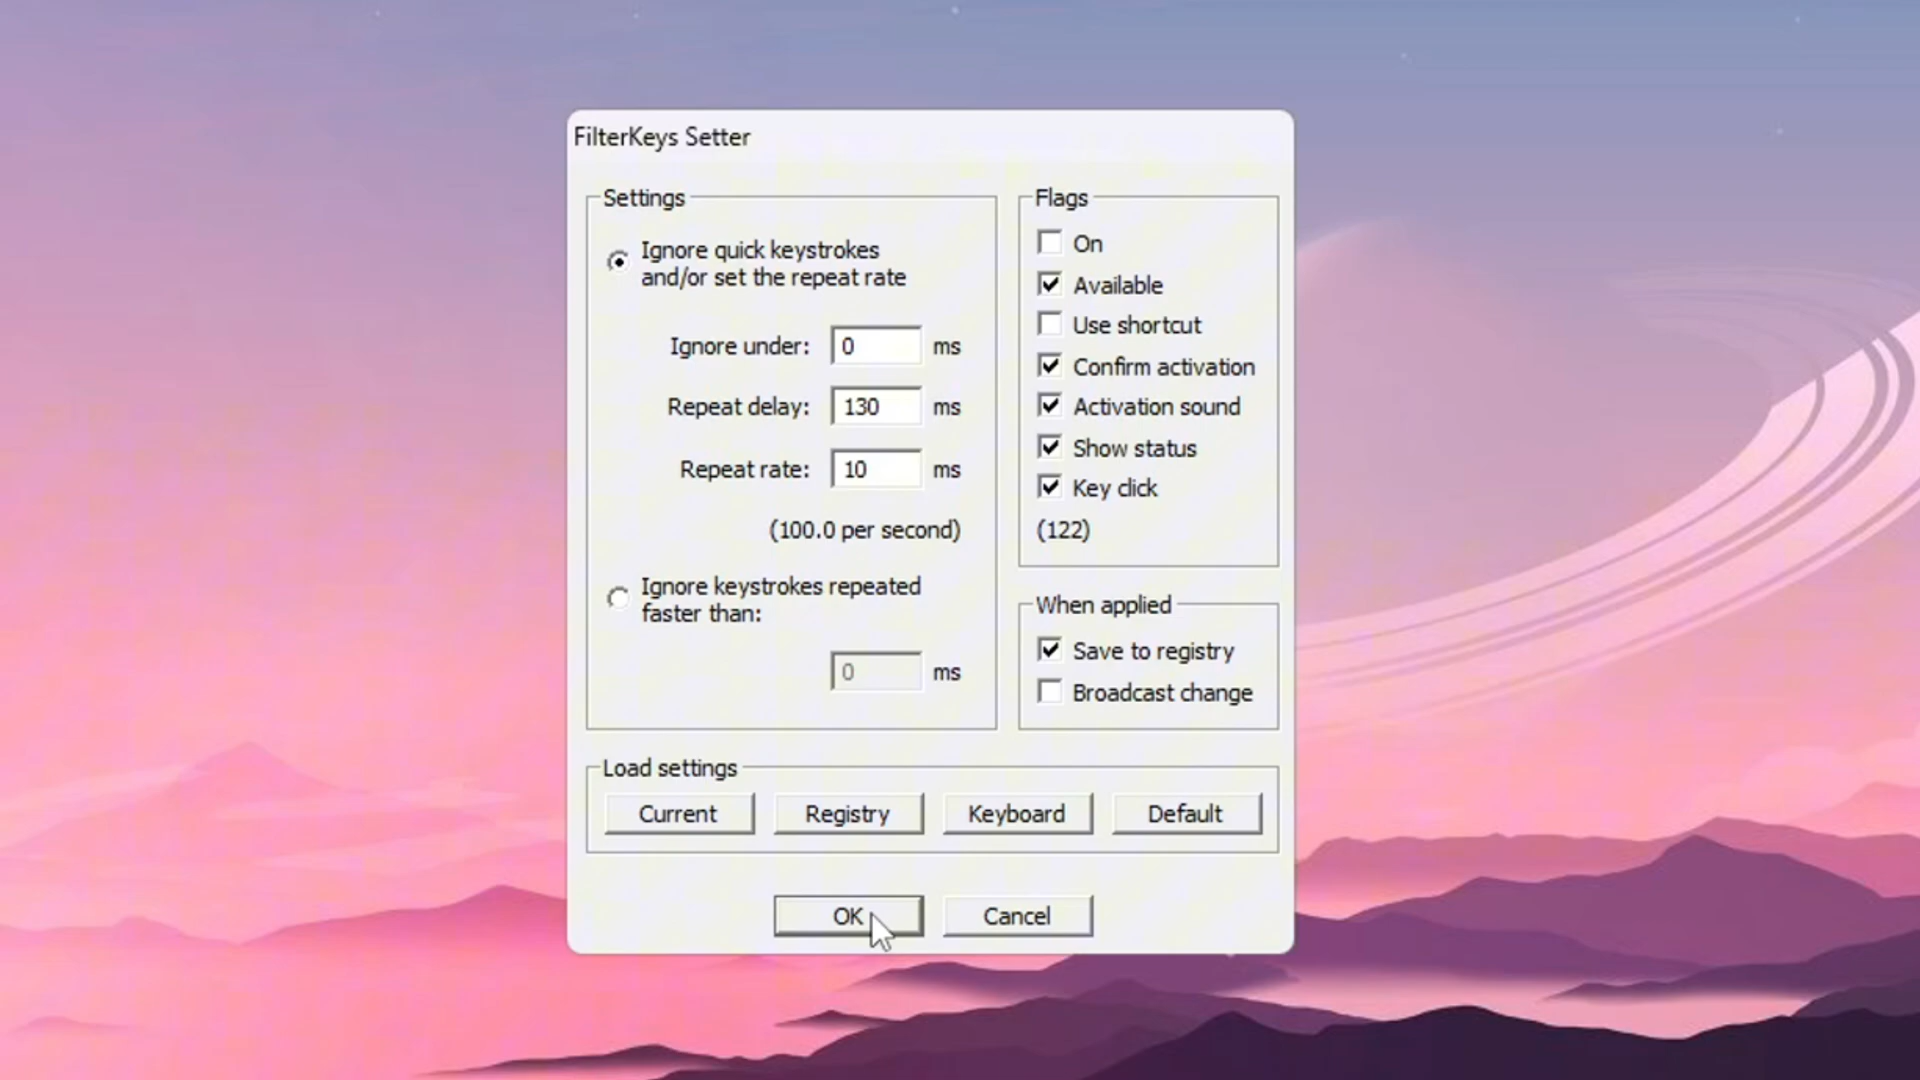 FilterKeys Setter
Settings
Ignore quick keystrokes
and/or set the repeat rate
Ignore under: 0 ms
Repeat delay: 130 ms
Repeat rate: 10 ms
(100.0 per second)
Ignore keystrokes repeated
faster than:
0 ms
Flags
On
Available
Use shortcut
Confirm activation
Activation sound
Show status
Key click
(122)
When applied
Save to registry
Broadcast change
Load settings
Current Registry Keyboard Default
OK Cancel